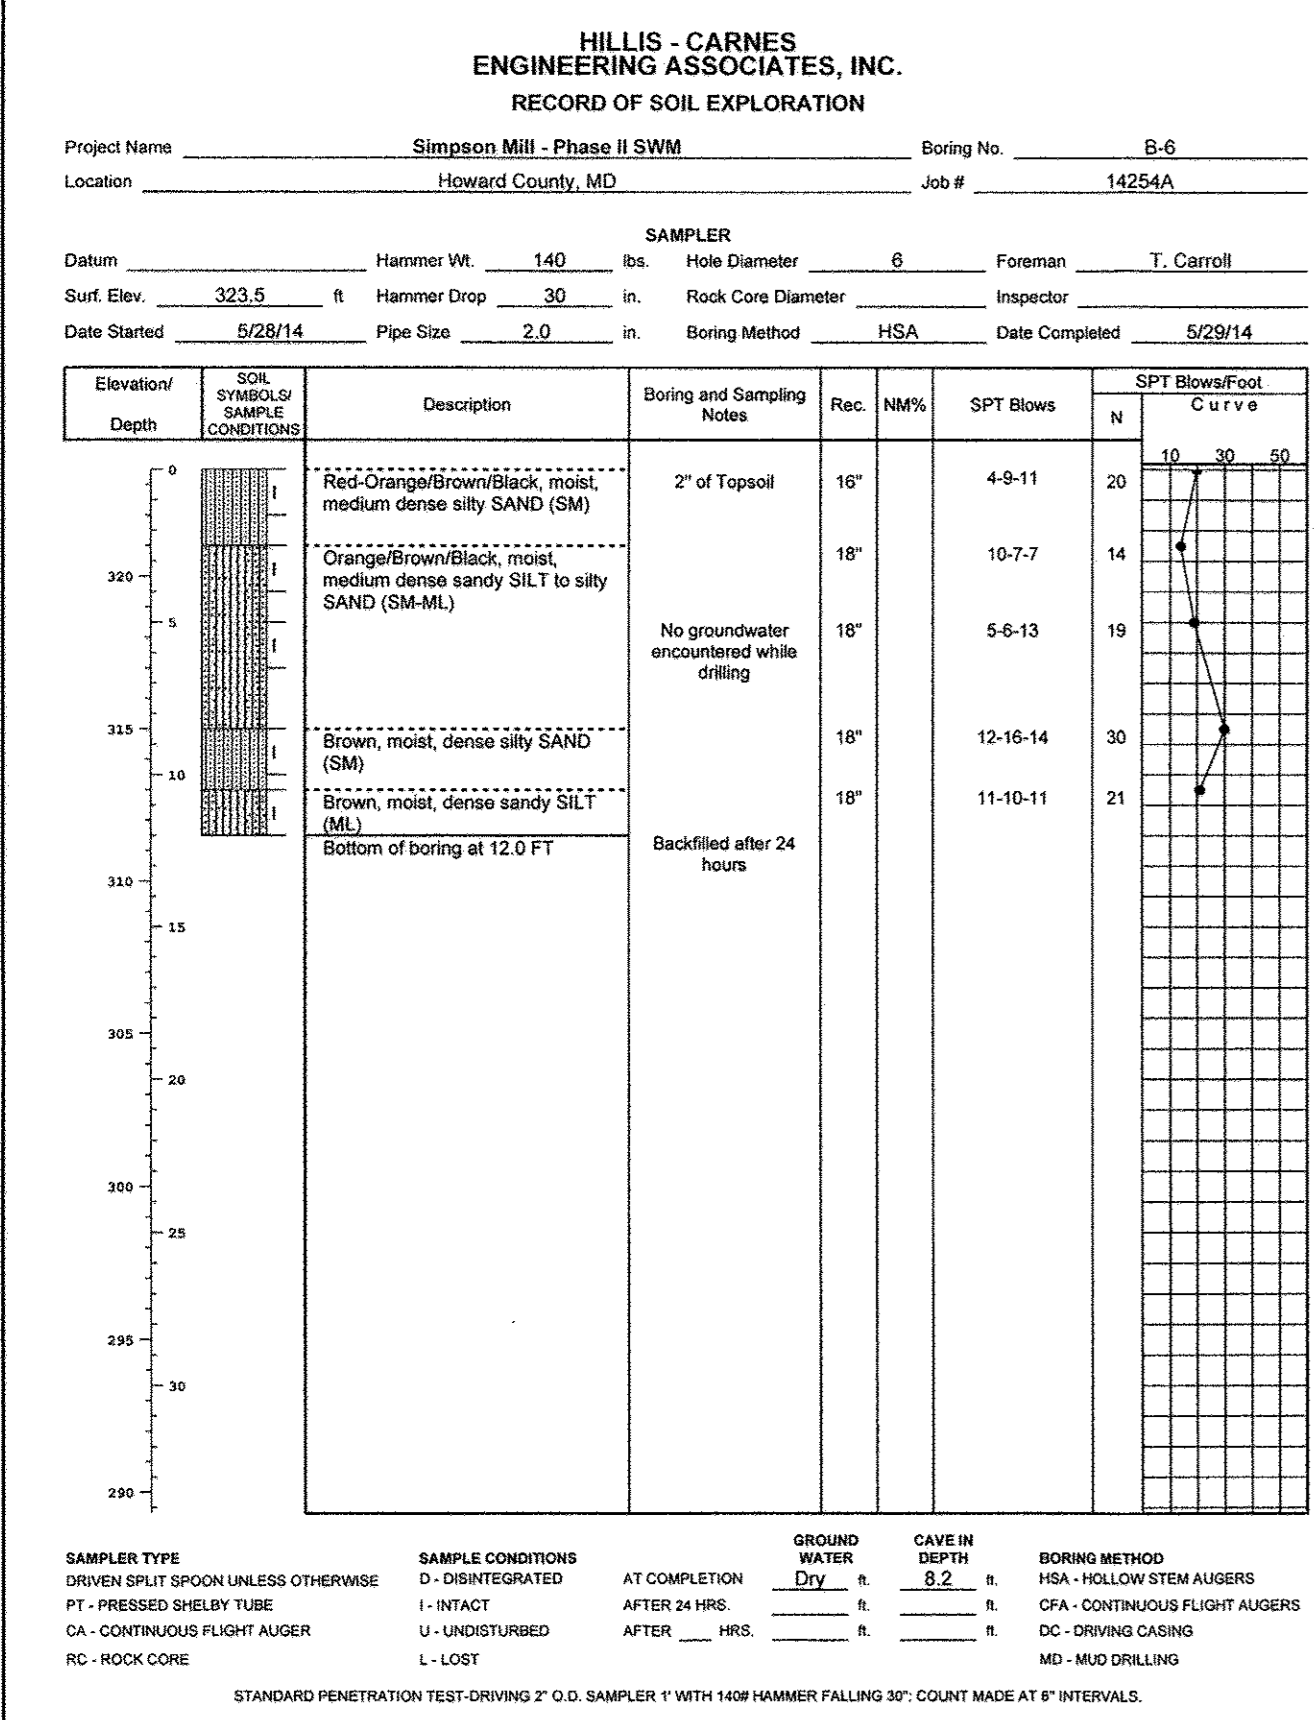 HILLIS - CARNES
ENGINEERING ASSOCIATES, INC.
RECORD OF SOIL EXPLORATION
Project Name Simpson Mill - Phase II SWM Boring No. B-6
Location Howard County, MD Job # 14254A
SAMPLER
Datum Hammer Wt. 140 lbs. Hole Diameter 6 Foreman T. Carroll
Surf. Elev. 323.5 ft Hammer Drop 30 in. Rock Core Diameter Inspector
Date Started 5/28/14 Pipe Size 2.0 in. Boring Method HSA Date Completed 5/29/14
Elevation/
Depth
SOIL
SYMBOLS/
SAMPLE
CONDITIONS
Description
Boring and Sampling
Notes
Rec.
NM%
SPT Blows
SPT Blows/Foot
N
Curve
10 30 50
0
Red-Orange/Brown/Black, moist,
medium dense silty SAND (SM)
I
2" of Topsoil
16"
4-9-11
20
Orange/Brown/Black, moist,
medium dense sandy SILT to silty
SAND (SM-ML)
I
18"
10-7-7
14
320
5
I
No groundwater
encountered while
drilling
18"
5-6-13
19
315
Brown, moist, dense silty SAND
(SM)
I
18"
12-16-14
30
10
Brown, moist, dense sandy SILT
(ML)
I
18"
11-10-11
21
Bottom of boring at 12.0 FT
Backfilled after 24
hours
310
15
305
20
300
25
295
30
290
GROUND
WATER
CAVE IN
DEPTH
SAMPLER TYPE
DRIVEN SPLIT SPOON UNLESS OTHERWISE
PT - PRESSED SHELBY TUBE
CA - CONTINUOUS FLIGHT AUGER
RC - ROCK CORE
SAMPLE CONDITIONS
D - DISINTEGRATED
I - INTACT
U - UNDISTURBED
L - LOST
AT COMPLETION Dry ft. 8.2 ft.
AFTER 24 HRS. ft. ft.
AFTER HRS. ft. ft.
BORING METHOD
HSA - HOLLOW STEM AUGERS
CFA - CONTINUOUS FLIGHT AUGERS
DC - DRIVING CASING
MD - MUD DRILLING
STANDARD PENETRATION TEST-DRIVING 2" O.D. SAMPLER 1' WITH 140# HAMMER FALLING 30"; COUNT MADE AT 6" INTERVALS.